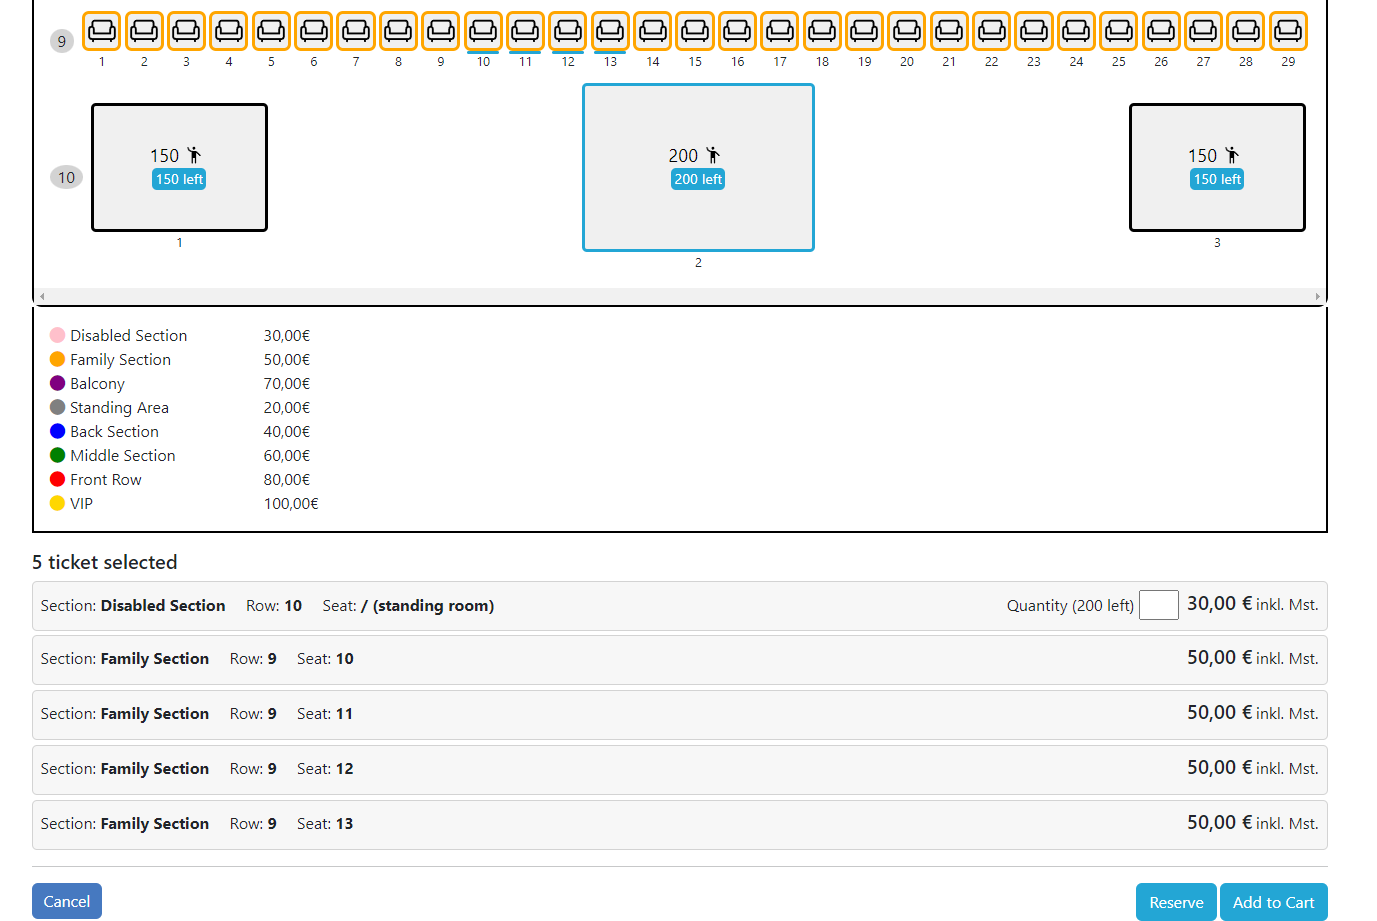 9
1 2 3 4 5 6 7 8 9 10 11 12 13 14 15 16 17 18 19 20 21 22 23 24 25 26 27 28 29
150 200 150
10 150 left 200 left 150 left
1 3
2
Disabled Section 30,00€
Family Section 50,00€
Balcony 70,00€
Standing Area 20,00€
Back Section 40,00€
Middle Section 60,00€
Front Row 80,00€
VIP 100,00€
5 ticket selected
Section: Disabled Section Row: 10 Seat: / (standing room) Quantity (200 left) 30,00 € inkl. Mst.
Section: Family Section Row: 9 Seat: 10 50,00 € inkl. Mst.
Section: Family Section Row: 9 Seat: 11 50,00 € inkl. Mst.
Section: Family Section Row: 9 Seat: 12 50,00 € inkl. Mst.
Section: Family Section Row: 9 Seat: 13 50,00 € inkl. Mst.
Cancel Reserve Add to Cart